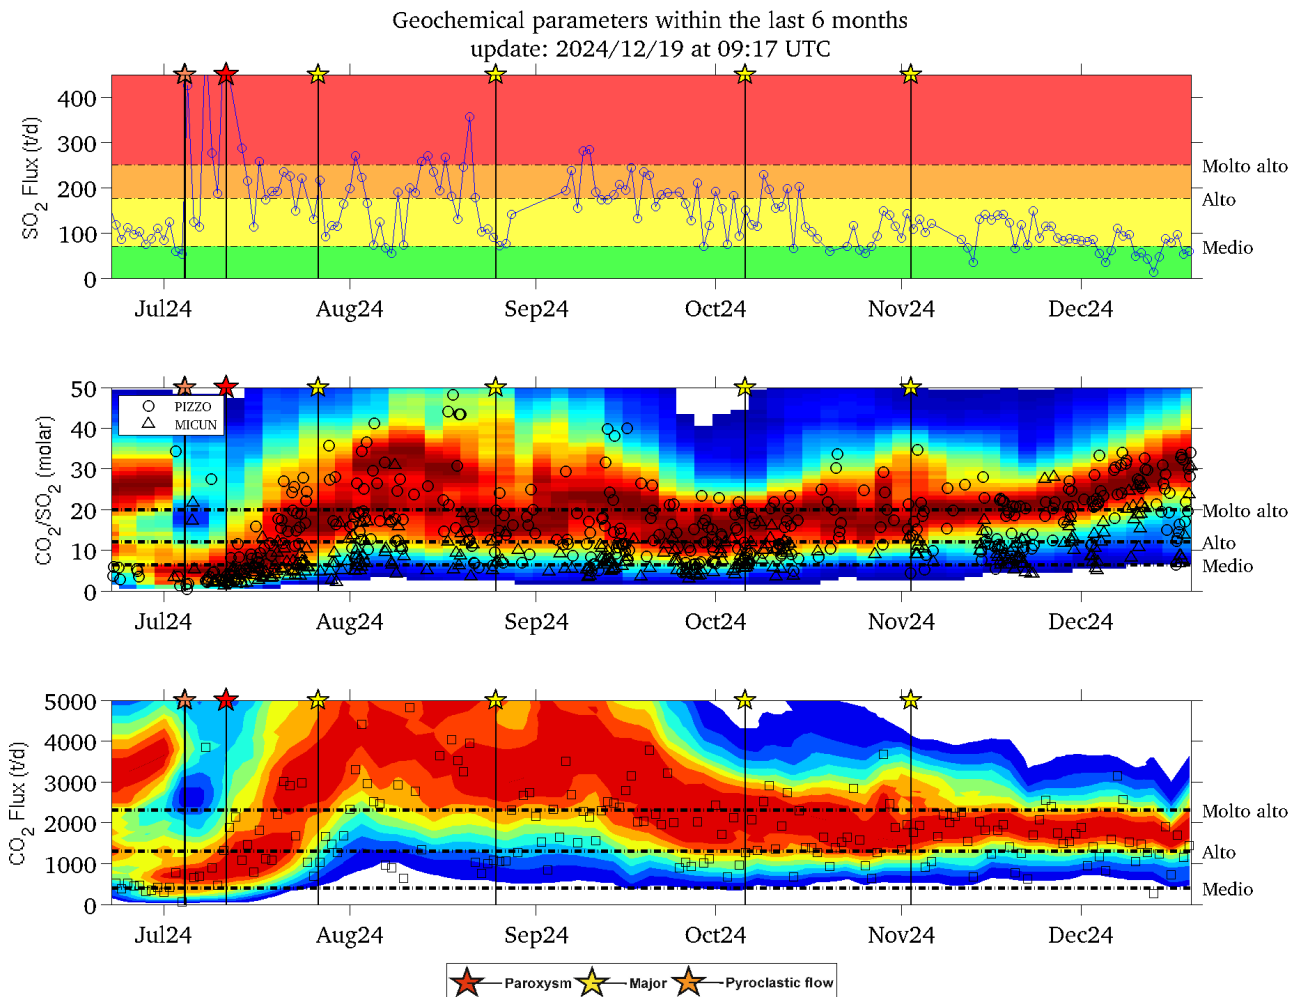 Geochemical parameters within the last 6 months
update: 2024/12/19 at 09:17 UTC
SO2 Flux (t/d)
400
300
200
100
0
Molto alto
Alto
Medio
Jul24 Aug24 Sep24 Oct24 Nov24 Dec24
CO2/SO2 (molar)
50
40
30
20
10
0
PIZZO
MICUN
Molto alto
Alto
Medio
Jul24 Aug24 Sep24 Oct24 Nov24 Dec24
CO2 Flux (t/d)
5000
4000
3000
2000
1000
0
Molto alto
Alto
Medio
Jul24 Aug24 Sep24 Oct24 Nov24 Dec24
Paroxysm Major Pyroclastic flow